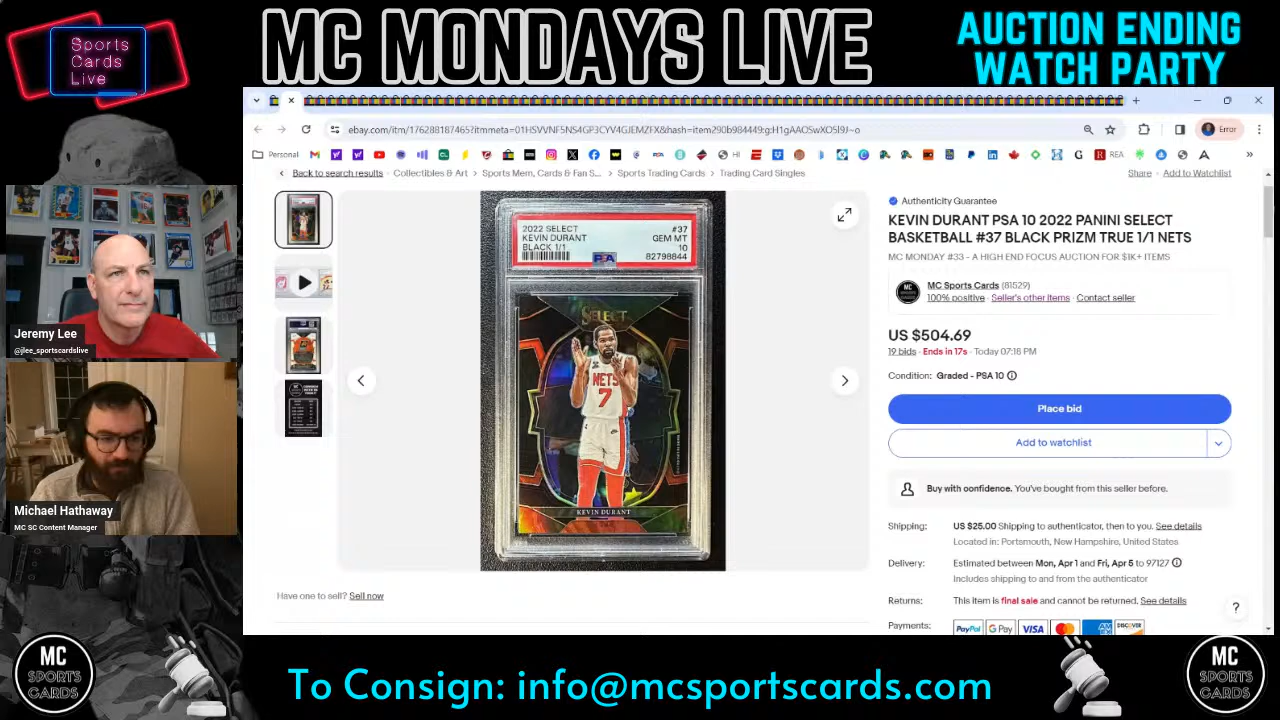 Sports
Cards
Live
MC MONDAYS LIVE
AUCTION ENDING
WATCH PARTY
ebay.com/itm/176288187465?itmmeta=01HSVVNF5NS4GP3CYV4GJEMZFX&hash=item290b984449:g:H1gAAOSwXO5l9J~o
Error
Personal
HI
REA
Back to search results
Collectibles & Art > Sports Mem, Cards & Fan S... > Sports Trading Cards > Trading Card Singles
Share · Add to Watchlist
2022 SELECT #37
KEVIN DURANT GEM MT
BLACK 1/1 10
PSA 82798844
SELECT
NETS
7
KEVIN DURANT
Authenticity Guarantee
KEVIN DURANT PSA 10 2022 PANINI SELECT
BASKETBALL #37 BLACK PRIZM TRUE 1/1 NETS
MC MONDAY #33 - A HIGH END FOCUS AUCTION FOR $1K+ ITEMS
MC Sports Cards (81529)
100% positive · Seller's other items · Contact seller
US $504.69
19 bids · Ends in 17s · Today 07:18 PM
Condition: Graded - PSA 10
Place bid
Add to watchlist
Buy with confidence. You've bought from this seller before.
Shipping: US $25.00 Shipping to authenticator, then to you. See details
Located in: Portsmouth, New Hampshire, United States
Delivery: Estimated between Mon, Apr 1 and Fri, Apr 5 to 97127
Includes shipping to and from the authenticator
Returns: This item is final sale and cannot be returned. See details
Payments: PayPal G Pay VISA DISCOVER
Have one to sell? Sell now
Jeremy Lee
@jlee_sportscardslive
Michael Hathaway
MC SC Content Manager
MC
SPORTS
CARDS
To Consign: info@mcsportscards.com
MC
SPORTS
CARDS